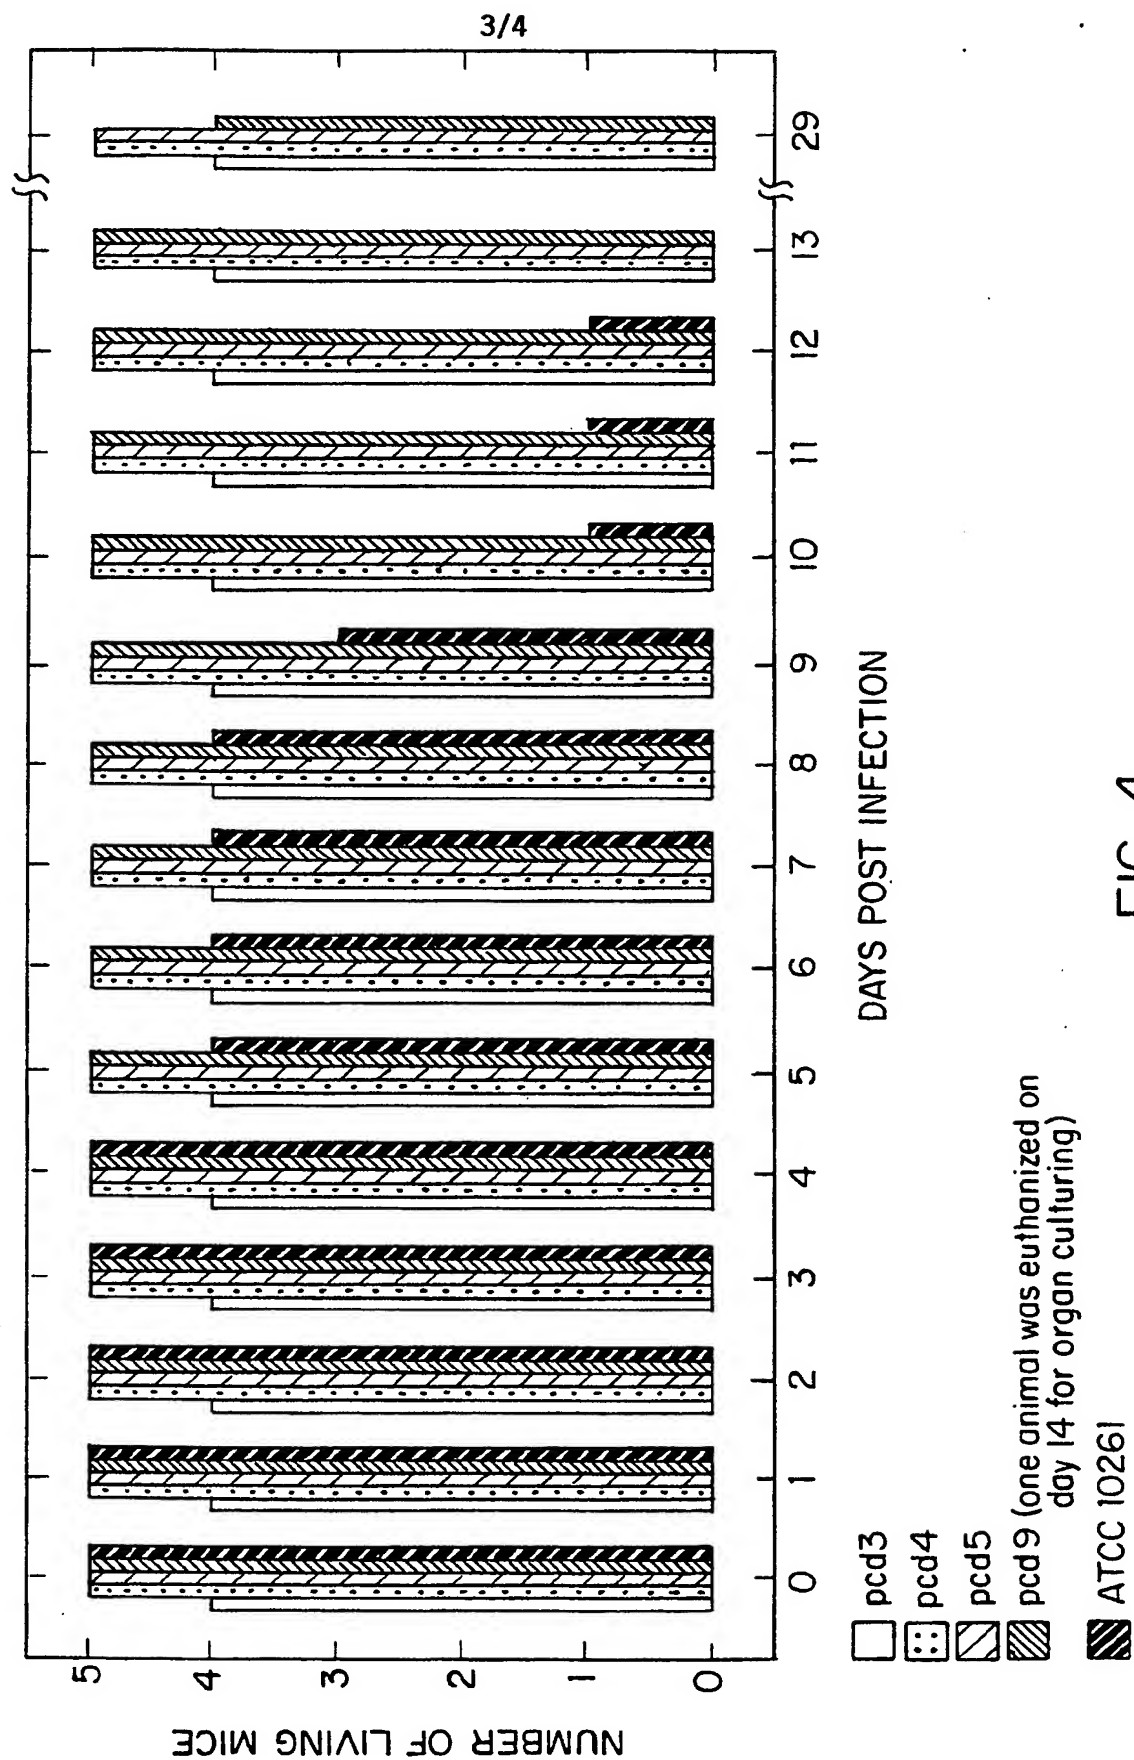 3/4
NUMBER OF LIVING MICE
5
4
3
2
1
0
0 1 2 3 4 5 6 7 8 9 10 11 12 13 29
DAYS POST INFECTION
pcd3
pcd4
pcd5
pcd9 (one animal was euthanized on
day 14 for organ culturing)
ATCC 10261